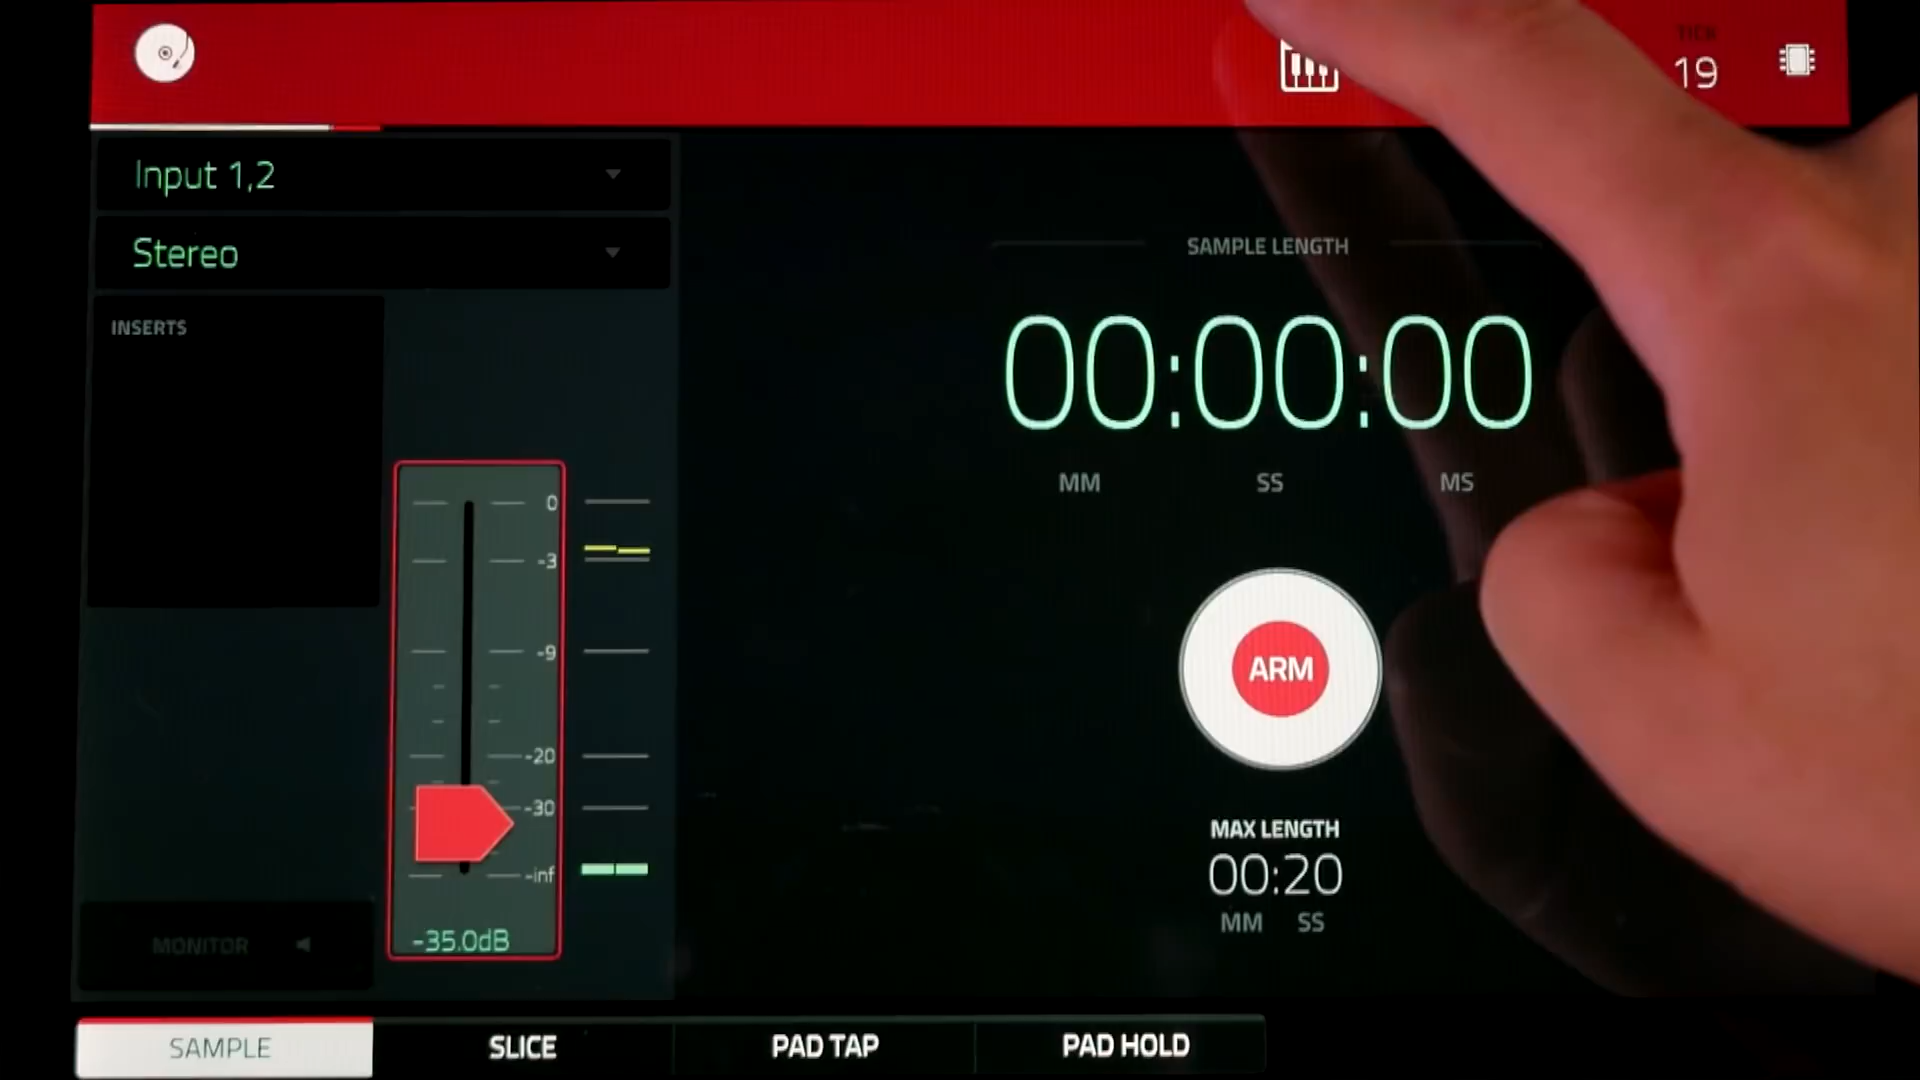 TICK
19
Input 1,2
Stereo
SAMPLE LENGTH
INSERTS
00:00:00
MM SS MS
0
-3
-9
-20
-30
-inf
-35.0dB
ARM
MAX LENGTH
00:20
MM SS
MONITOR
SAMPLE SLICE PAD TAP PAD HOLD